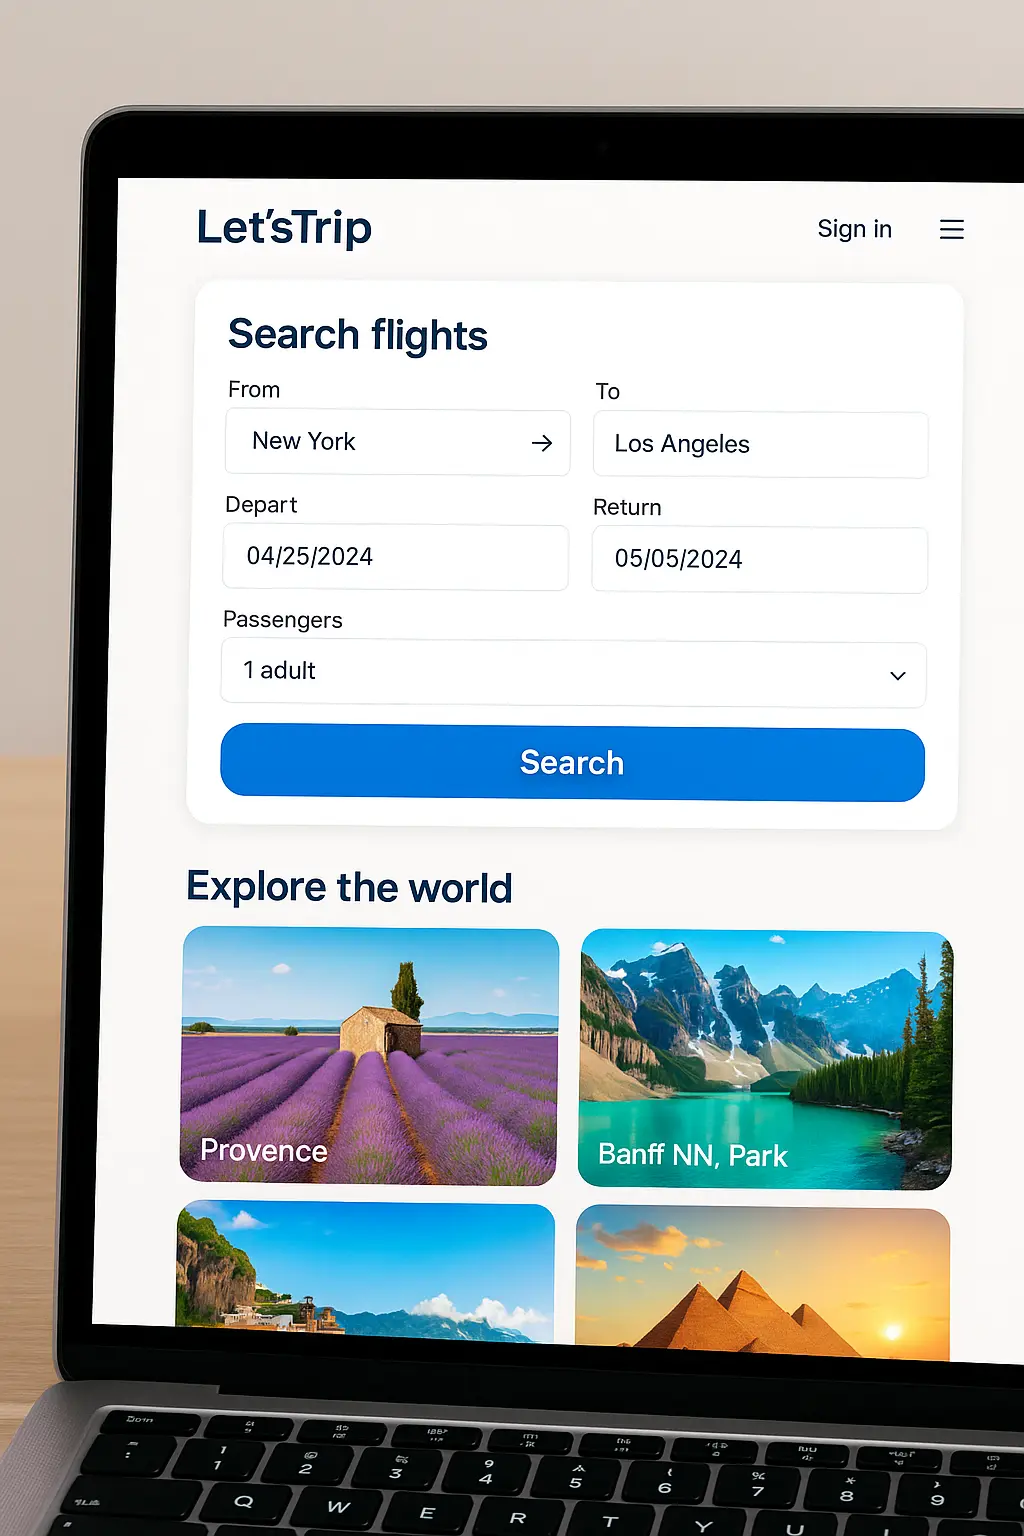 Let'sTrip
Sign in
Search flights
From
To
New York
Los Angeles
Depart
Return
04/25/2024
05/05/2024
Passengers
1 adult
Search
Explore the world
Provence
Banff NN, Park
1
1
2
3
9
4
5
6
%
7
*
8
9
Q
W
E
R
T
Y
U